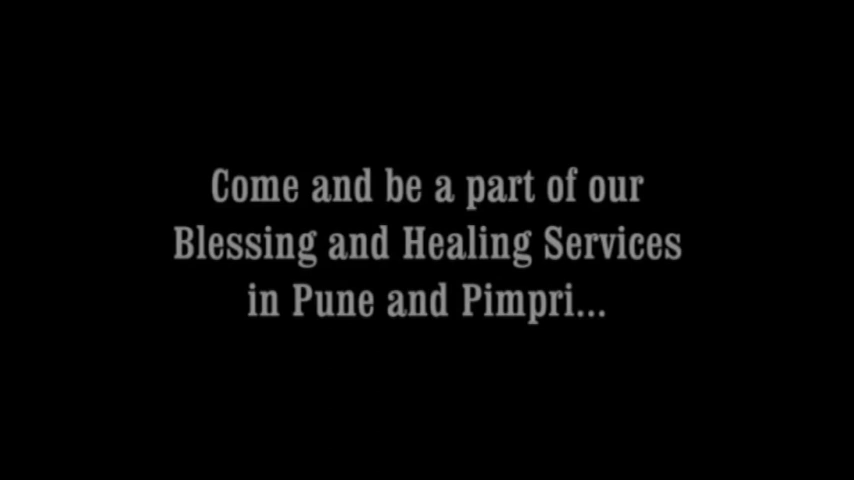 Come and be a part of our
Blessing and Healing Services
in Pune and Pimpri...